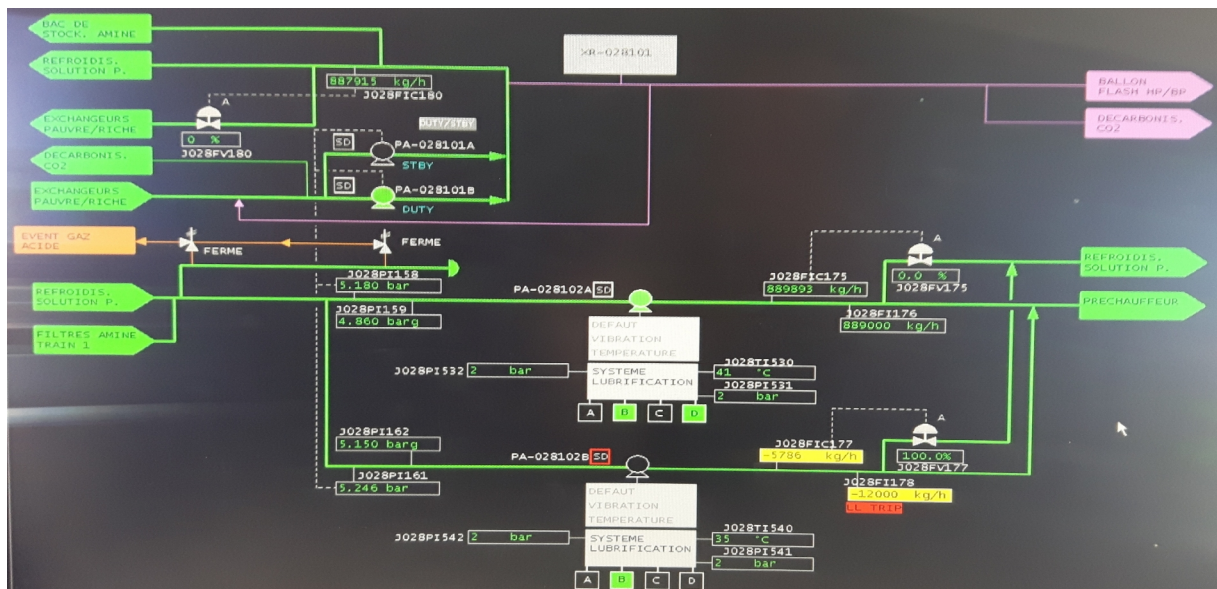 BAC DE
STOCK. AMINE
REFROIDIS.
SOLUTION P.
887915 kg/h
J028FIC180
A
EXCHANGEURS
PAUVRE/RICHE
0 %
J028FV180
DECARBONIS.
CO2
EXCHANGEURS
PAUVRE/RICHE
XR-028101
BALLON
FLASH HP/BP
DECARBONIS.
CO2
DUTY/STBY
SD
PA-028101A
STBY
SD
PA-028101B
DUTY
EVENT GAZ
ACIDE
FERME
FERME
J028PI158
5.180 bar
REFROIDIS.
SOLUTION P.
J028PI159
4.860 barg
FILTRES AMINE
TRAIN 1
PA-028102A
SD
J028FIC175
889893 kg/h
A
0.0 %
J028FV175
REFROIDIS.
SOLUTION P.
PRECHAUFFEUR
J028FI176
889000 kg/h
DEFAUT
VIBRATION
TEMPERATURE
J028PI532
2 bar
SYSTEME
LUBRIFICATION
J028TI530
41 °C
J028PI531
2 bar
A B C D
J028PI162
5.150 barg
J028PI161
5.246 bar
PA-028102B
SD
J028FIC177
-5786 kg/h
A
100.0%
J028FV177
J028FI178
-12000 kg/h
LL TRIP
DEFAUT
VIBRATION
TEMPERATURE
J028PI542
2 bar
SYSTEME
LUBRIFICATION
J028TI540
35 °C
J028PI541
2 bar
A B C D